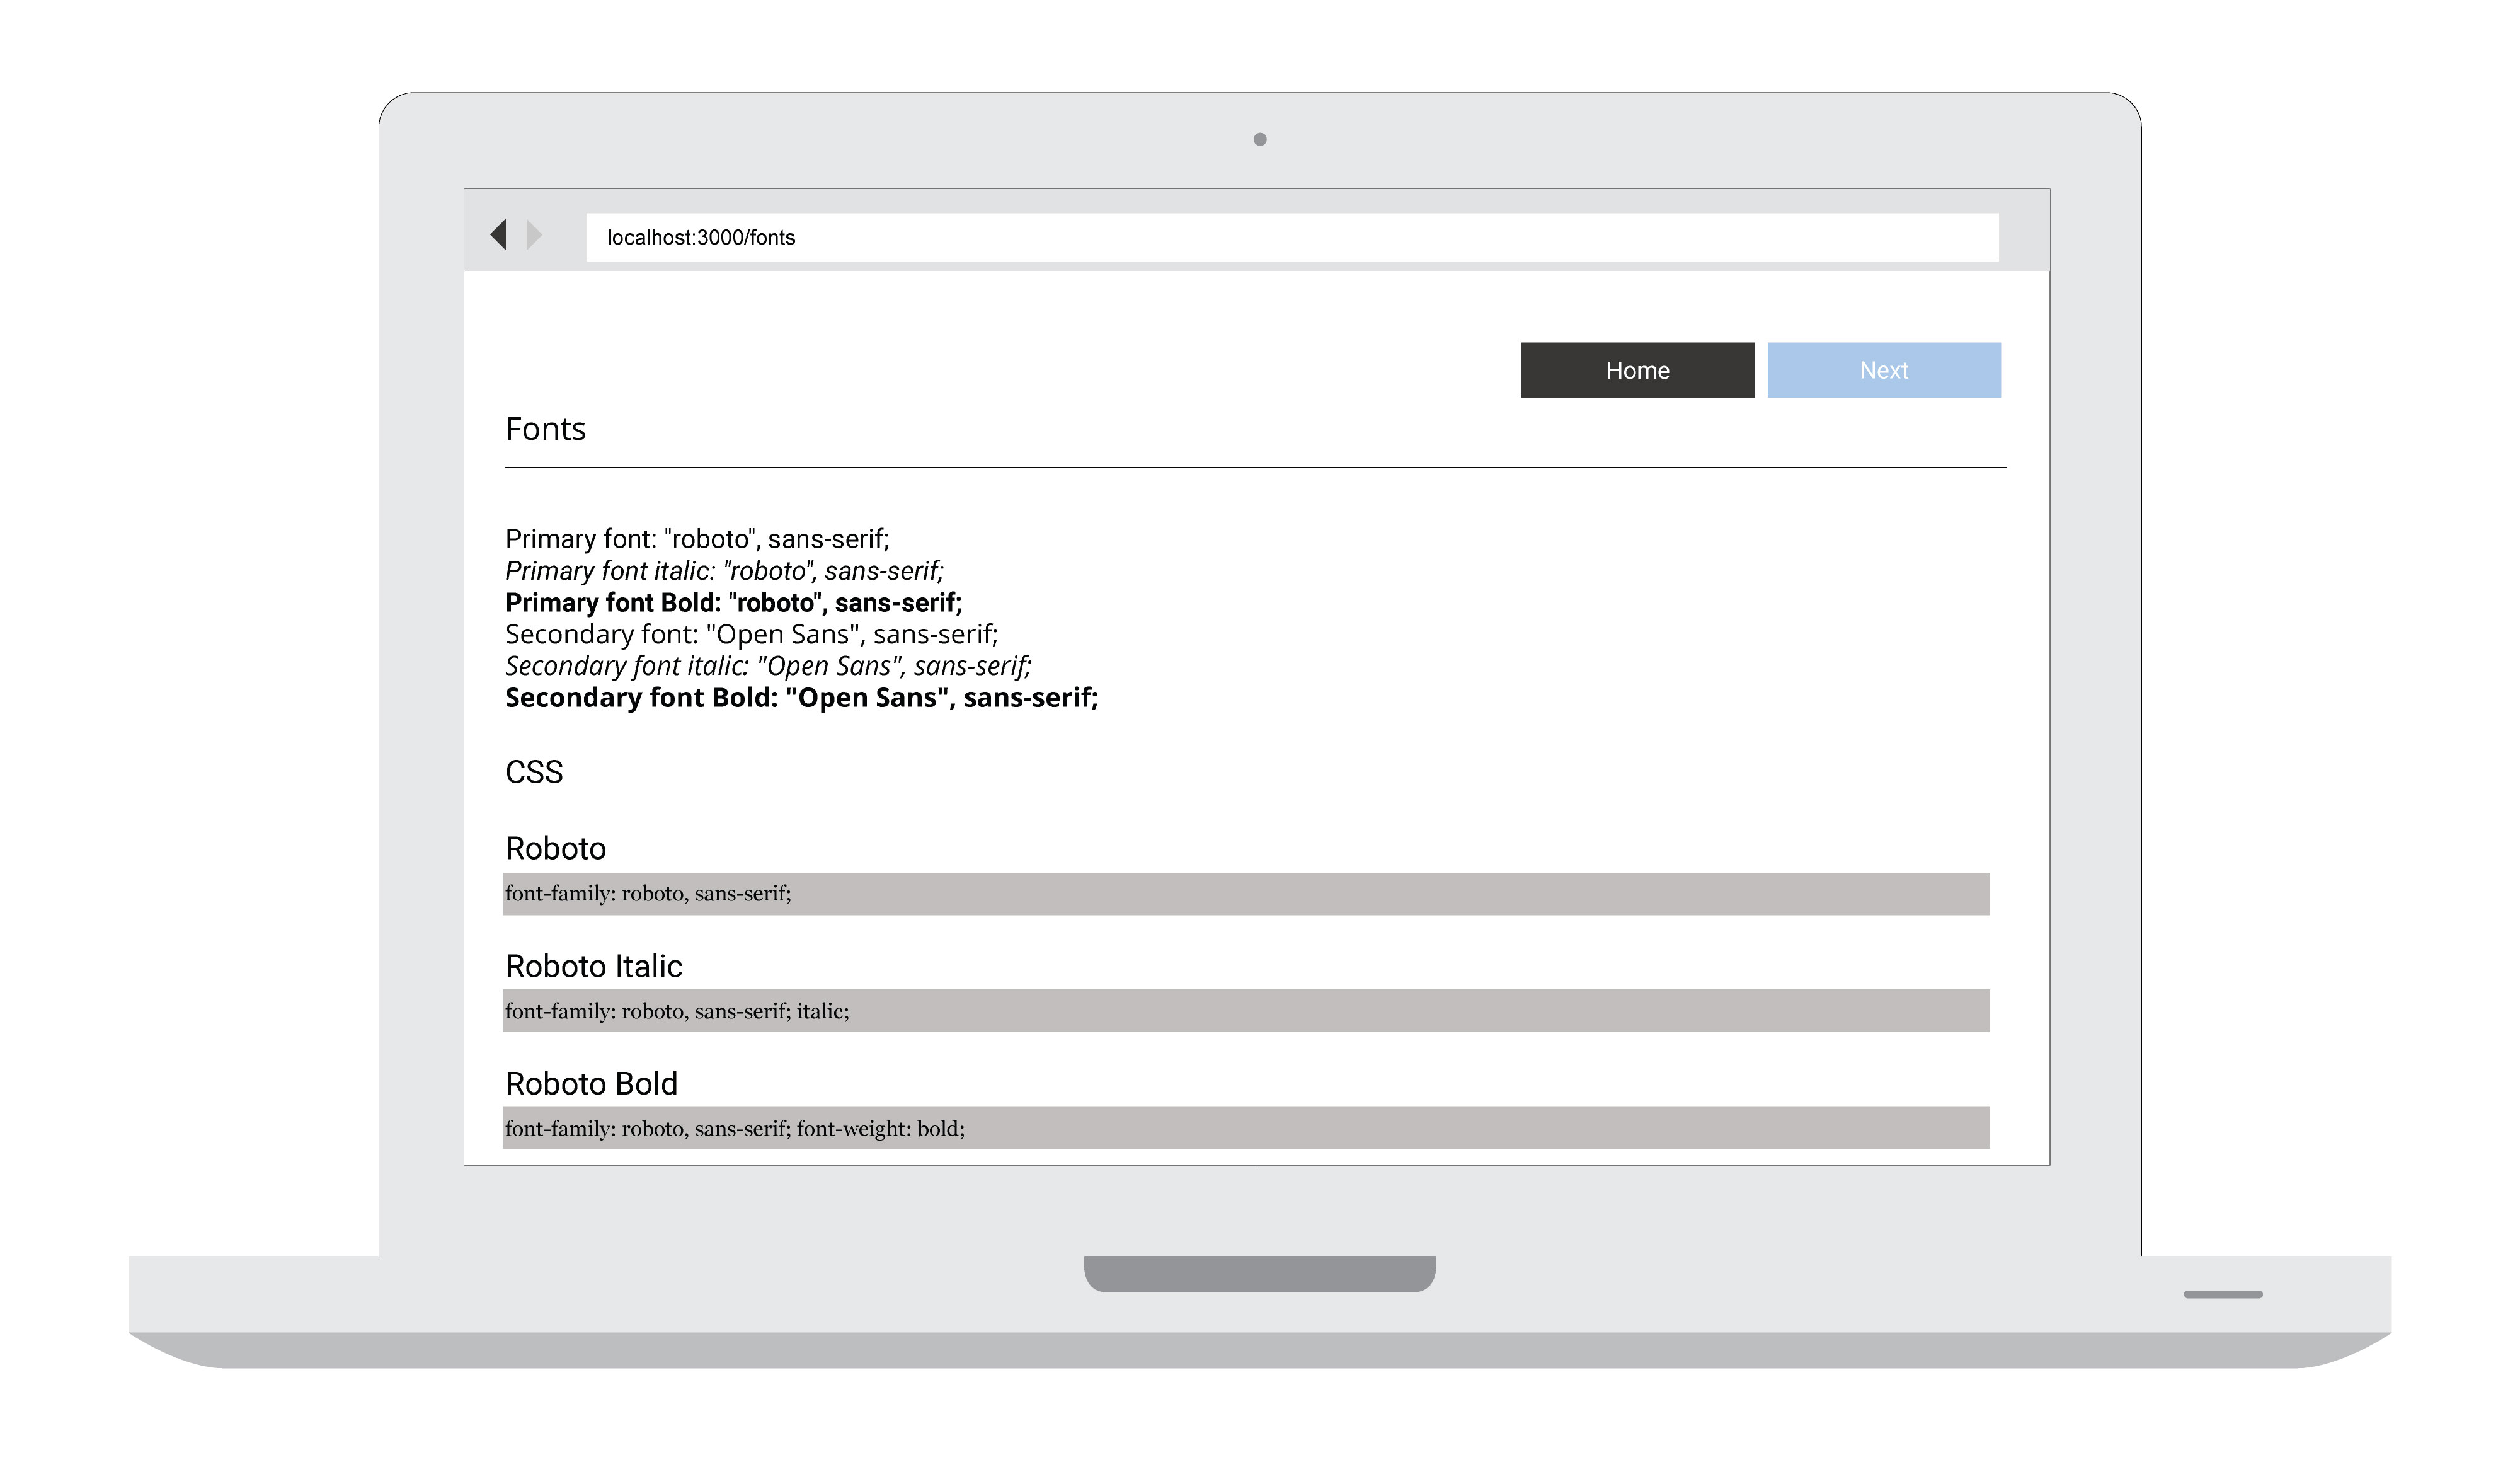 localhost:3000/fonts
Home Next
Fonts
Primary font: "roboto", sans-serif;
Primary font italic: "roboto", sans-serif;
Primary font Bold: "roboto", sans-serif;
Secondary font: "Open Sans", sans-serif;
Secondary font italic: "Open Sans", sans-serif;
Secondary font Bold: "Open Sans", sans-serif;
CSS
Roboto
font-family: roboto, sans-serif;
Roboto Italic
font-family: roboto, sans-serif; italic;
Roboto Bold
font-family: roboto, sans-serif; font-weight: bold;